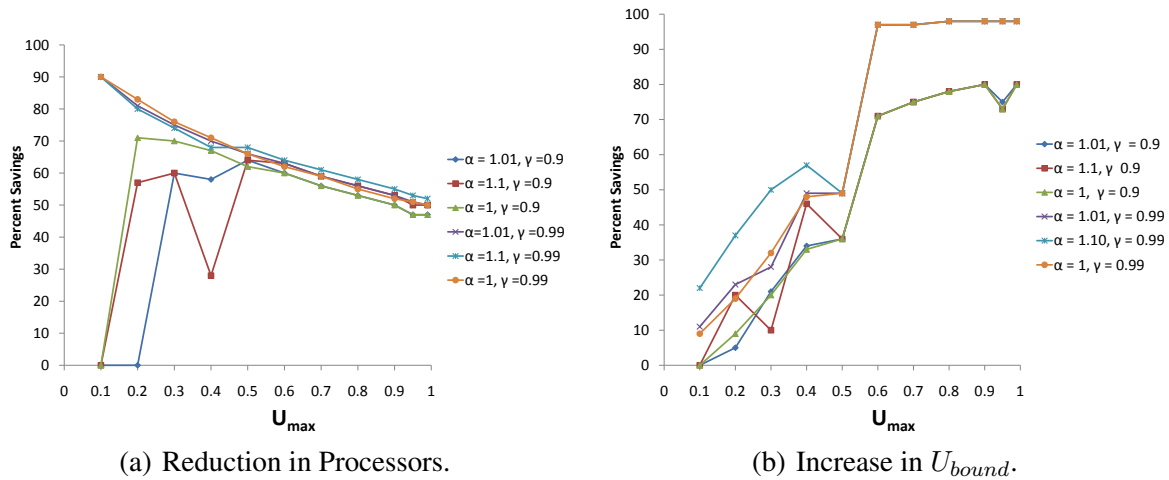 100
90
80
70
60
50
40
30
20
10
0
Percent Savings
0 0.1 0.2 0.3 0.4 0.5 0.6 0.7 0.8 0.9 1
Umax
α = 1.01, γ =0.9
α =1.1, γ =0.9
α =1, γ =0.9
α=1.01, γ =0.99
α =1.1, γ =0.99
α =1, γ =0.99
(a) Reduction in Processors.
100
90
80
70
60
50
40
30
20
10
0
Percent Savings
0 0.1 0.2 0.3 0.4 0.5 0.6 0.7 0.8 0.9 1
Umax
α = 1.01, γ = 0.9
α = 1.1, γ 0.9
α = 1, γ = 0.9
α = 1.01, γ = 0.99
α = 1.10, γ = 0.99
α = 1, γ = 0.99
(b) Increase in Ubound.